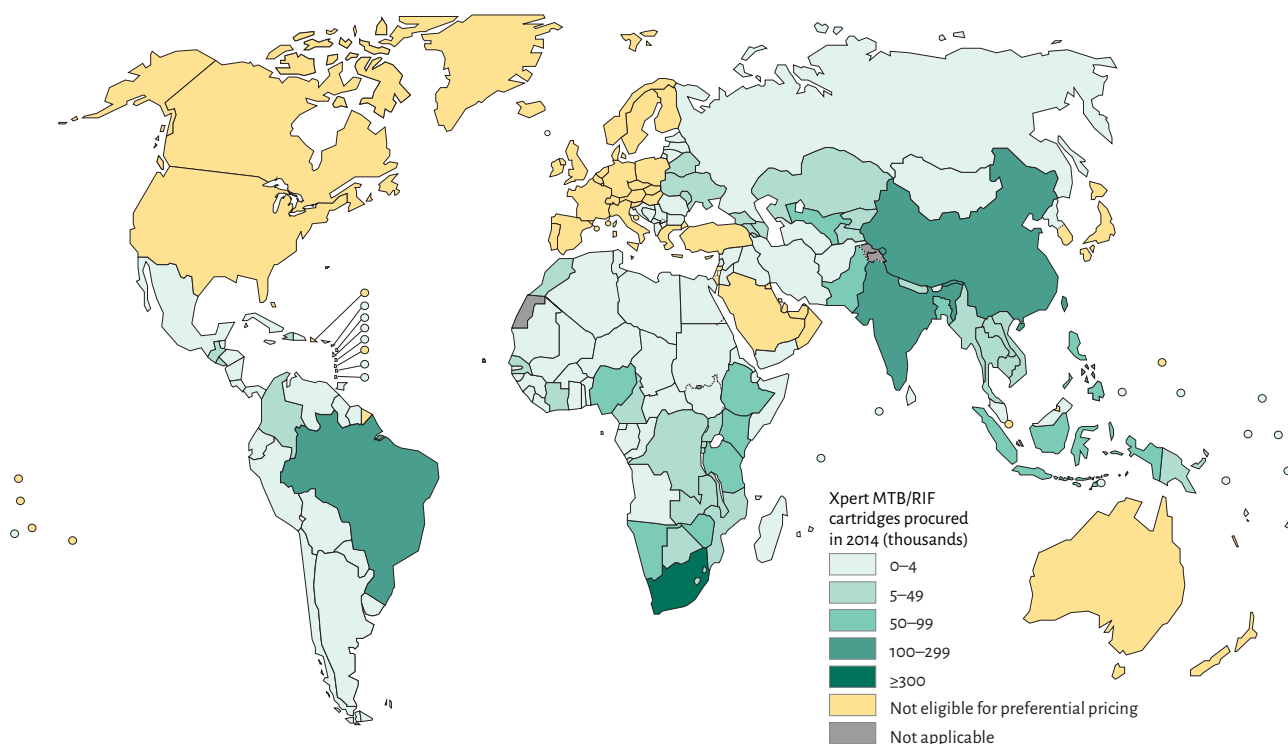 Xpert MTB/RIF
cartridges procured
in 2014 (thousands)
0–4
5–49
50–99
100–299
≥300
Not eligible for preferential pricing
Not applicable